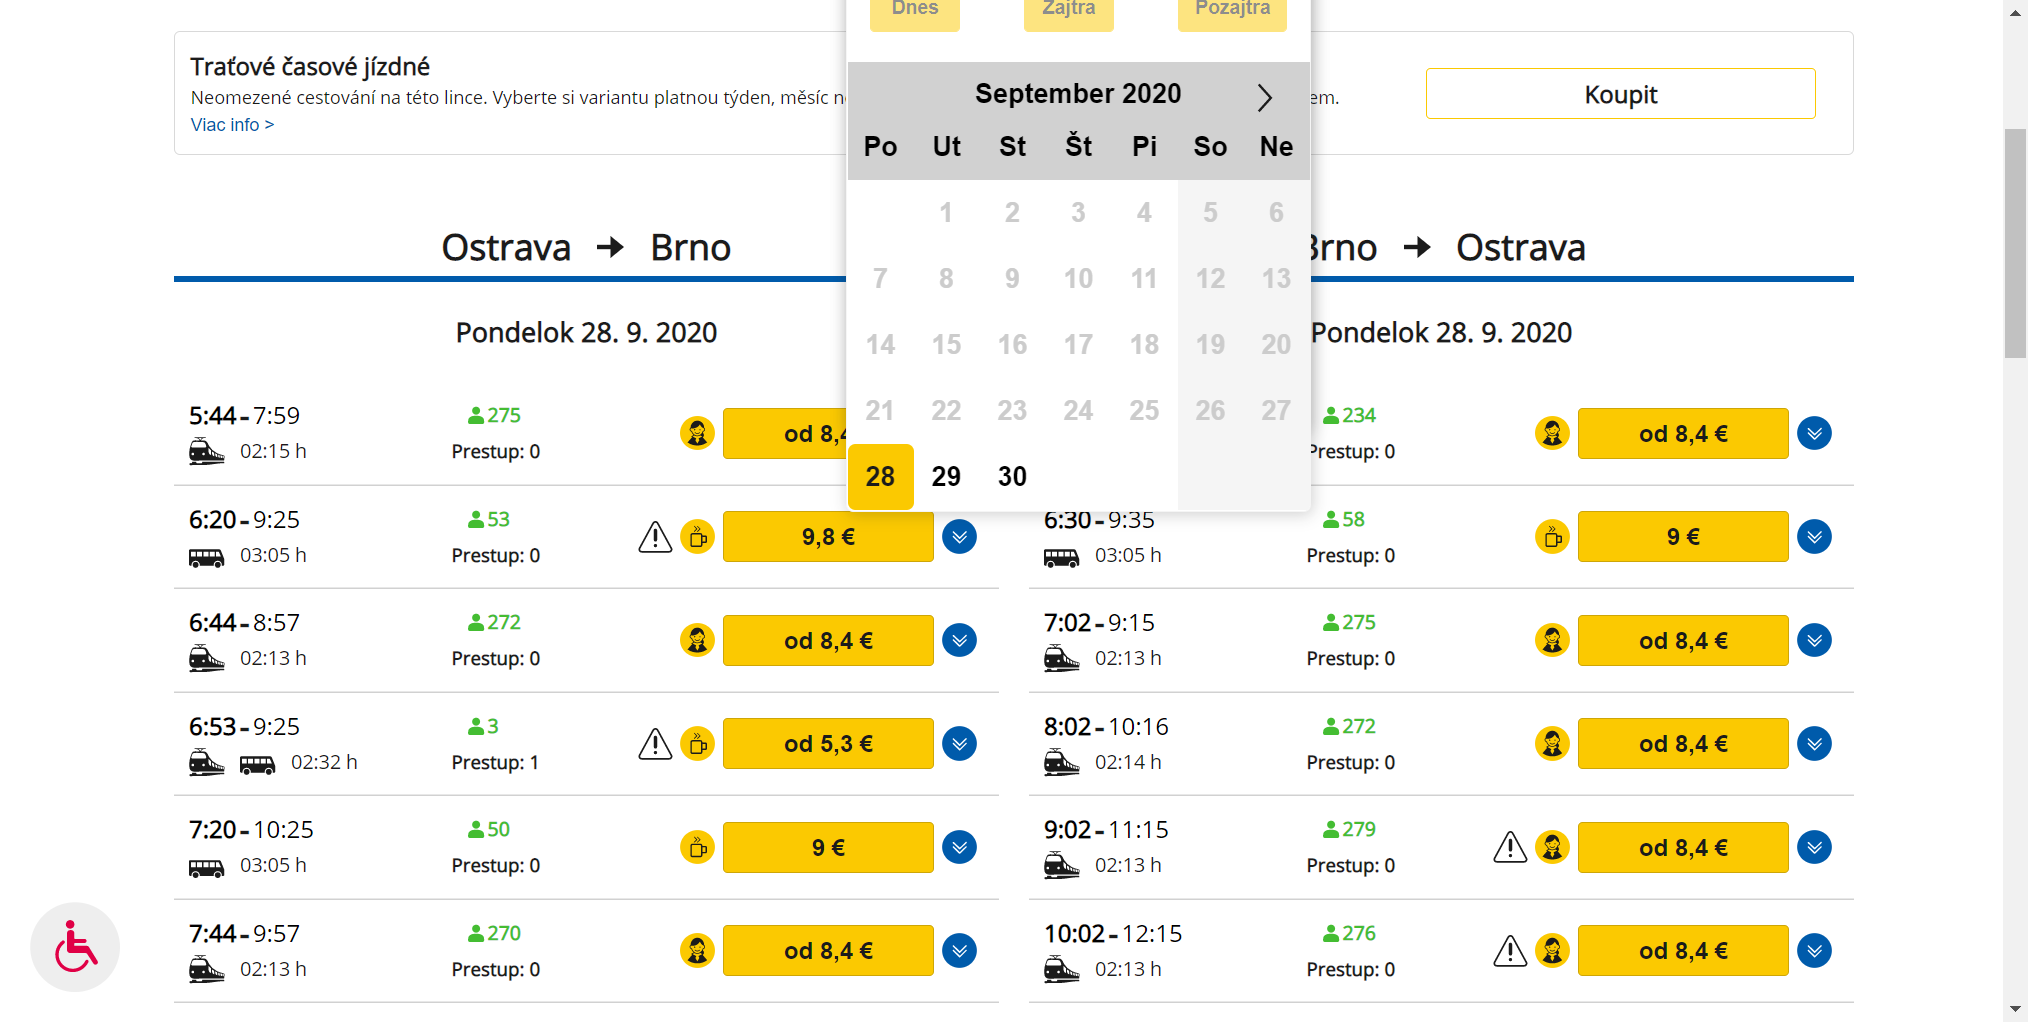 Dnes Zajtra Pozajtra
Traťové časové jízdné
Neomezené cestování na této lince. Vyberte si variantu platnou týden, měsíc
Viac info >
Koupit
September 2020
Po Ut St Št Pi So Ne
1 2 3 4 5 6
7 8 9 10 11 12 13
14 15 16 17 18 19 20
21 22 23 24 25 26 27
28 29 30
Ostrava → Brno
Pondelok 28. 9. 2020
5:44 - 7:59 275
od 8,4
02:15 h Prestup: 0
6:20 - 9:25 53
9,8 €
03:05 h Prestup: 0
6:44 - 8:57 272
od 8,4 €
02:13 h Prestup: 0
6:53 - 9:25 3
od 5,3 €
02:32 h Prestup: 1
7:20 - 10:25 50
9 €
03:05 h Prestup: 0
7:44 - 9:57 270
od 8,4 €
02:13 h Prestup: 0
Brno → Ostrava
Pondelok 28. 9. 2020
234
od 8,4 €
Prestup: 0
6:30 - 9:35 58
9 €
03:05 h Prestup: 0
7:02 - 9:15 275
od 8,4 €
02:13 h Prestup: 0
8:02 - 10:16 272
od 8,4 €
02:14 h Prestup: 0
9:02 - 11:15 279
od 8,4 €
02:13 h Prestup: 0
10:02 - 12:15 276
od 8,4 €
02:13 h Prestup: 0